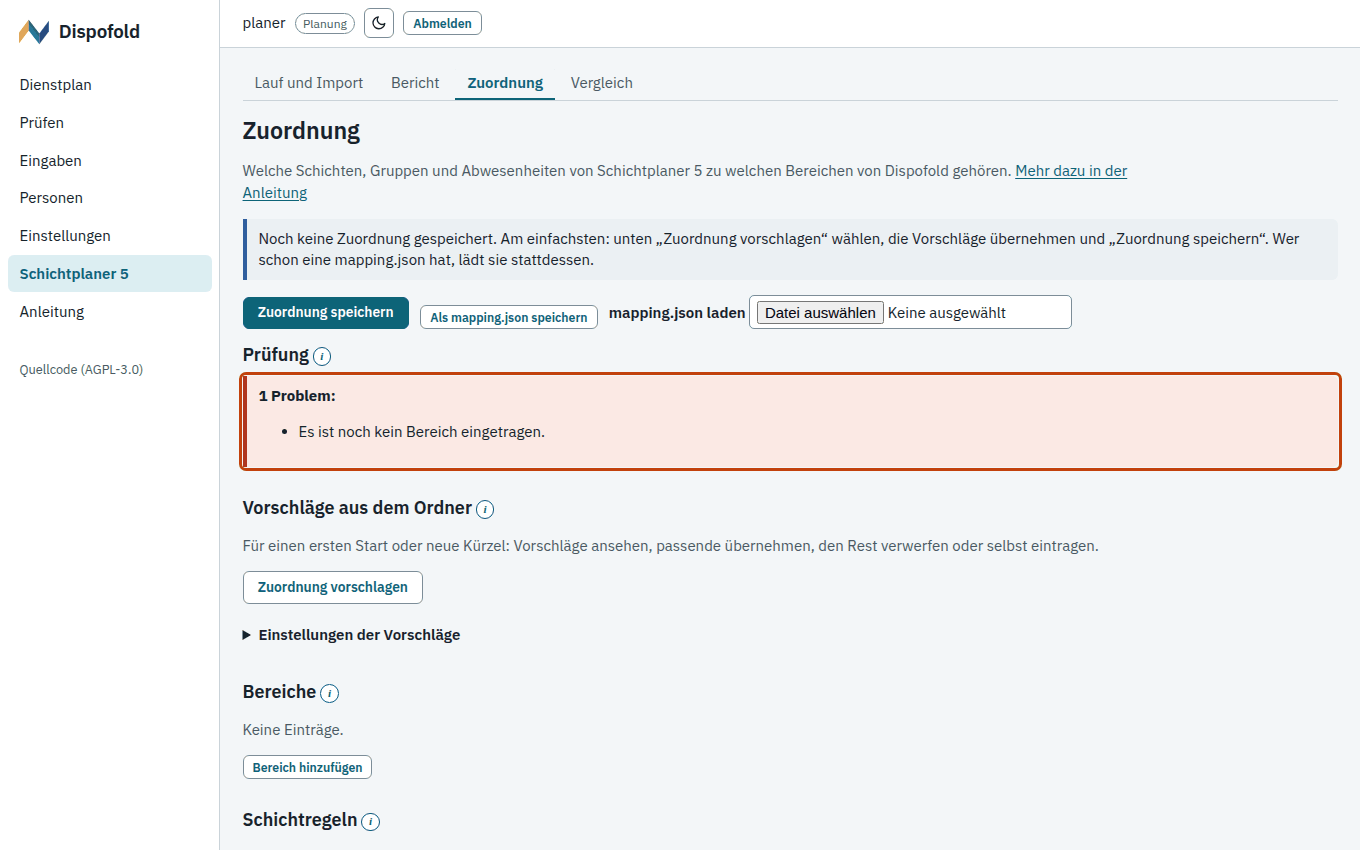 Dispofold
Dienstplan
Prüfen
Eingaben
Personen
Einstellungen
Schichtplaner 5
Anleitung
Quellcode (AGPL-3.0)
planer Planung Abmelden
Lauf und Import Bericht Zuordnung Vergleich
Zuordnung
Welche Schichten, Gruppen und Abwesenheiten von Schichtplaner 5 zu welchen Bereichen von Dispofold gehören. Mehr dazu in der
Anleitung
Noch keine Zuordnung gespeichert. Am einfachsten: unten „Zuordnung vorschlagen“ wählen, die Vorschläge übernehmen und „Zuordnung speichern“. Wer
schon eine mapping.json hat, lädt sie stattdessen.
Zuordnung speichern Als mapping.json speichern mapping.json laden Datei auswählen Keine ausgewählt
Prüfung i
1 Problem:
• Es ist noch kein Bereich eingetragen.
Vorschläge aus dem Ordner i
Für einen ersten Start oder neue Kürzel: Vorschläge ansehen, passende übernehmen, den Rest verwerfen oder selbst eintragen.
Zuordnung vorschlagen
Einstellungen der Vorschläge
Bereiche i
Keine Einträge.
Bereich hinzufügen
Schichtregeln i